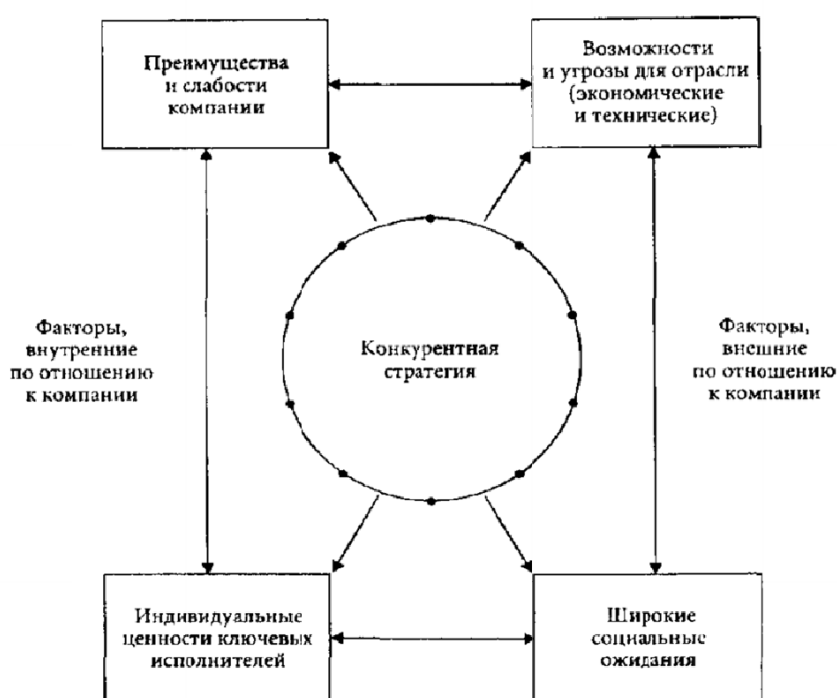 Преимущества
и слабости
компании
Возможности
и угрозы для отрасли
(экономические
и технические)
Факторы,
внутренние
по отношению
к компании
Конкурентная
стратегия
Факторы,
внешние
по отношению
к компании
Индивидуальные
ценности ключевых
исполнителей
Широкие
социальные
ожидания